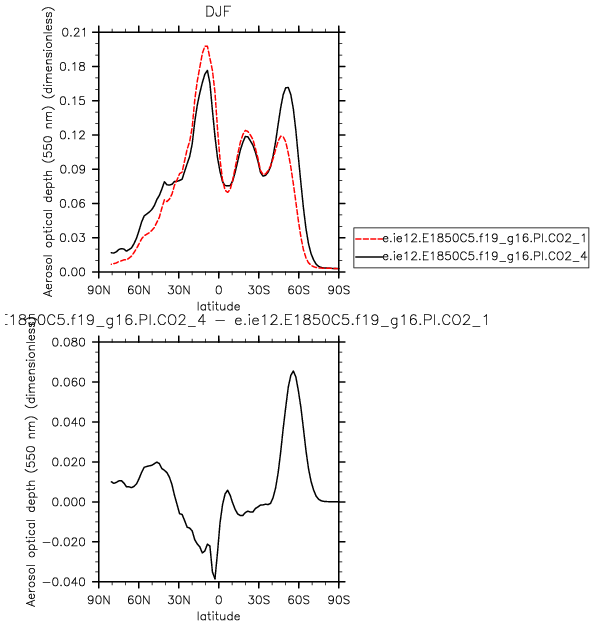 DJF
Aerosol optical depth (550 nm) (dimensionless)
0.21
0.18
0.15
0.12
0.09
0.06
0.03
0.00
90N 60N 30N 0 30S 60S 90S
latitude
e.ie12.E1850C5.f19_g16.PI.CO2_1
e.ie12.E1850C5.f19_g16.PI.CO2_4
:1850C5.f19_g16.PI.CO2_4 − e.ie12.E1850C5.f19_g16.PI.CO2_1
Aerosol optical depth (550 nm) (dimensionless)
0.080
0.060
0.040
0.020
0.000
−0.020
−0.040
90N 60N 30N 0 30S 60S 90S
latitude